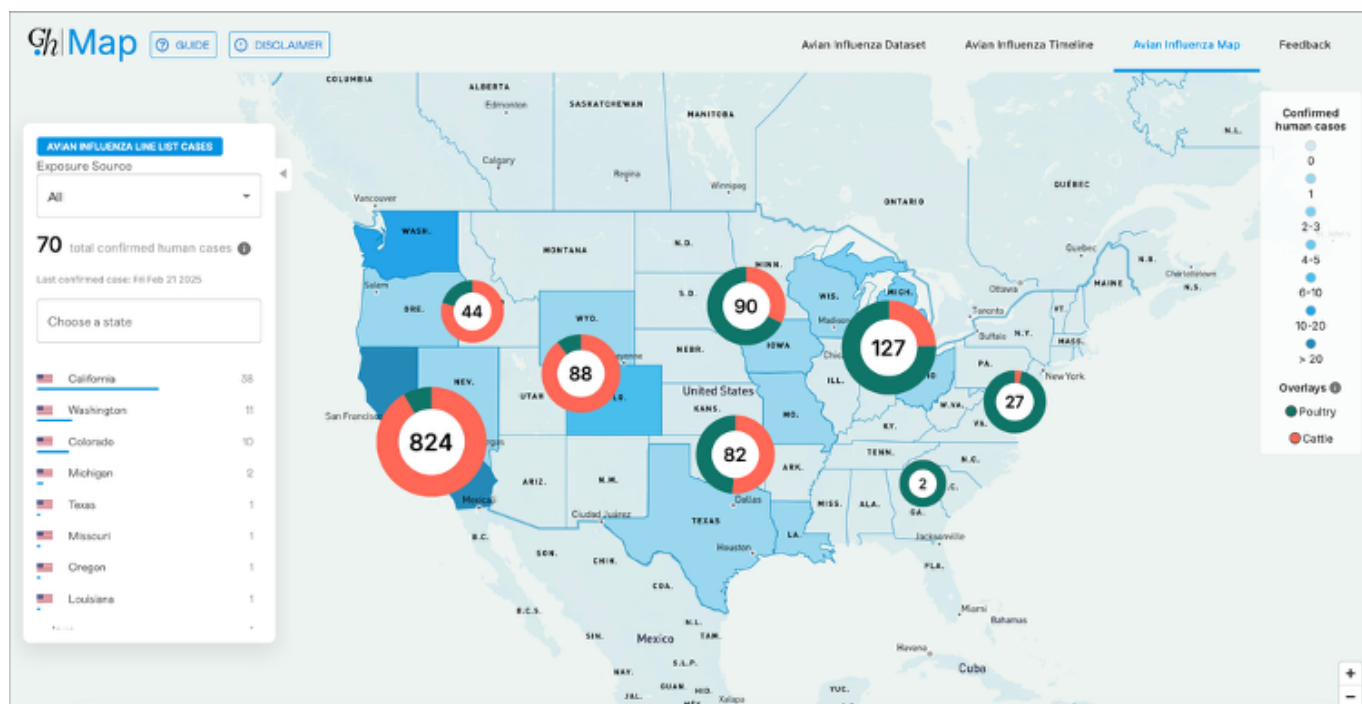 Gh Map
GUIDE
DISCLAIMER
Avian Influenza Dataset
Avian Influenza Timeline
Avian Influenza Map
Feedback
AVIAN INFLUENZA LINE LIST CASES
Exposure Source
All
70 total confirmed human cases
Last confirmed case: Fri Feb 21 2025
Choose a state
California 38
Washington 11
Colorado 10
Michigan 2
Texas 1
Missouri 1
Oregon 1
Louisiana 1
Confirmed
human cases
0
1
2-3
4-5
6-10
10-20
> 20
Overlays
Poultry
Cattle
COLUMBIA
ALBERTA
Edmonton
SASKATCHEWAN
MANITOBA
N.L.
Calgary
Regina
Winnipeg
ONTARIO
QUÉBEC
Vancouver
WASH.
MONTANA
N.D.
MINN.
Quebec
N.B.
Charlottetown
N.S.
MAINE
Ottawa
Salem
ORE.
44
WYO.
S.D.
90
WIS.
Madison
MICH.
127
Toronto
Buffalo
N.Y.
VT.
MASS.
NEV.
UTAH
88
NEBR.
IOWA
ILL.
PA.
New York
United States
KANS.
MO.
KY.
W.VA.
VA.
27
San Francisco
824
ARIZ.
N.M.
82
ARK.
TENN.
N.C.
Mexicali
Ciudad Juárez
Dallas
TEXAS
MISS.
ALA.
GA.
2
LA.
Houston
Jacksonville
FLA.
B.C.
SON.
CHIH.
COA.
Miami
Bahamas
B.C.S.
SIN.
N.L.
Mexico
TAM.
Havana
Cuba
NAY.
S.L.P.
GUAN.
HID.
JAL.
Xalapa
YUC.
+
−